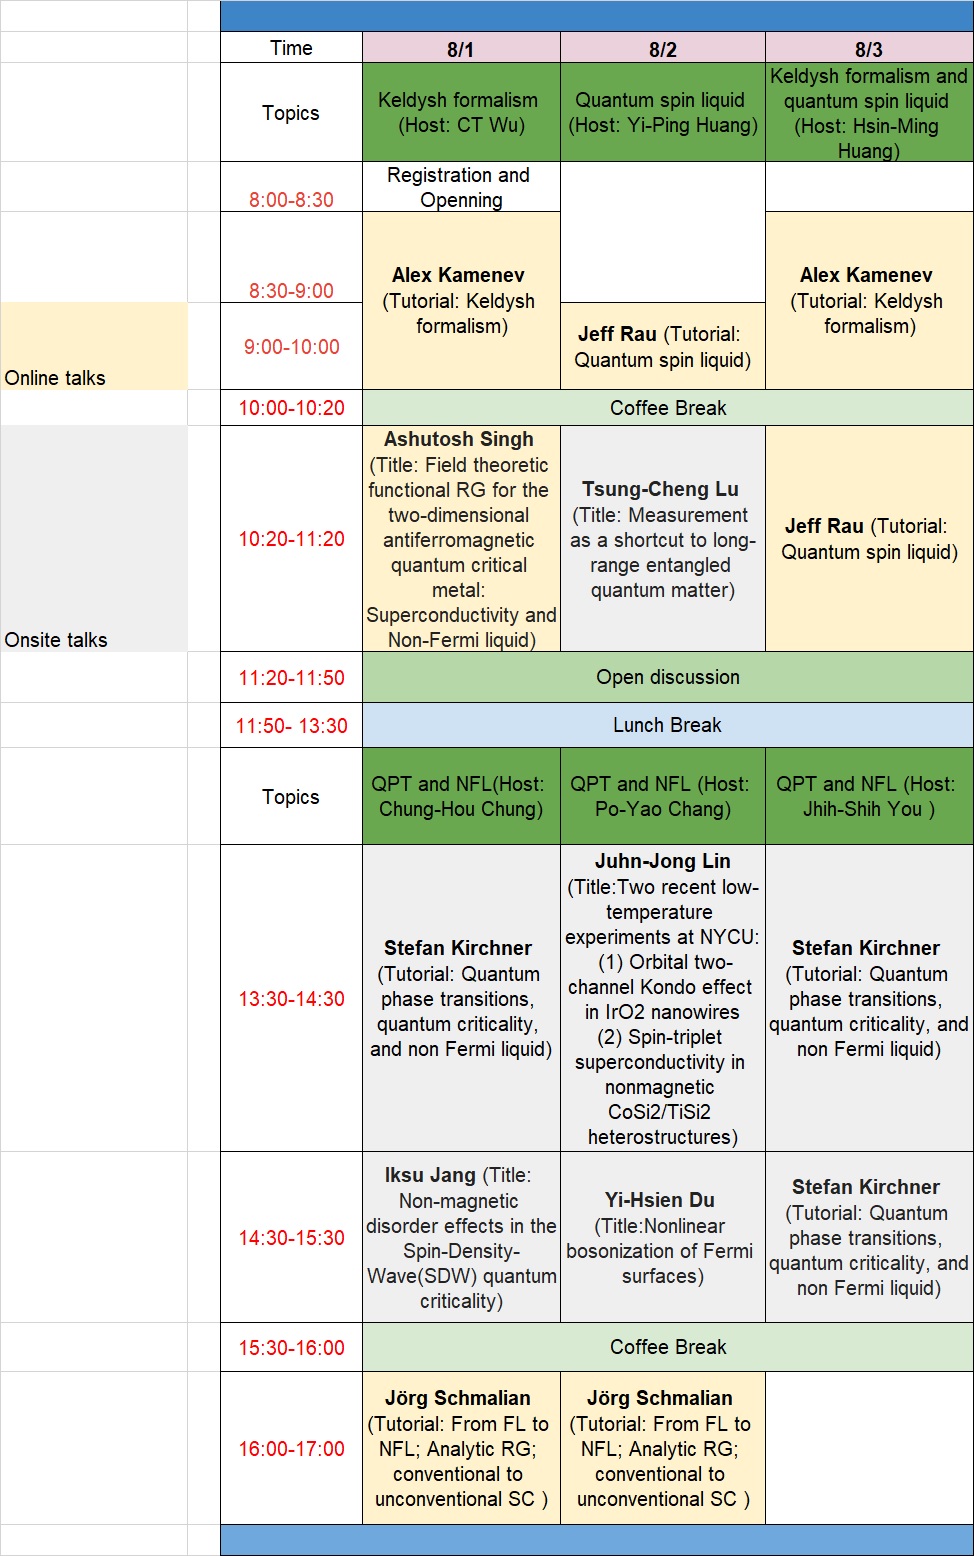 Time
8/1
8/2
8/3
Topics
Keldysh formalism
(Host: CT Wu)
Quantum spin liquid
(Host: Yi-Ping Huang)
Keldysh formalism and
quantum spin liquid
(Host: Hsin-Ming
Huang)
8:00-8:30
Registration and
Openning
8:30-9:00
Alex Kamenev
(Tutorial: Keldysh
formalism)
Alex Kamenev
(Tutorial: Keldysh
formalism)
Online talks
9:00-10:00
Jeff Rau (Tutorial:
Quantum spin liquid)
10:00-10:20
Coffee Break
Onsite talks
10:20-11:20
Ashutosh Singh
(Title: Field theoretic
functional RG for the
two-dimensional
antiferromagnetic
quantum critical
metal:
Superconductivity and
Non-Fermi liquid)
Tsung-Cheng Lu
(Title: Measurement
as a shortcut to long-
range entangled
quantum matter)
Jeff Rau (Tutorial:
Quantum spin liquid)
11:20-11:50
Open discussion
11:50- 13:30
Lunch Break
Topics
QPT and NFL(Host:
Chung-Hou Chung)
QPT and NFL (Host:
Po-Yao Chang)
QPT and NFL (Host:
Jhih-Shih You )
13:30-14:30
Stefan Kirchner
(Tutorial: Quantum
phase transitions,
quantum criticality,
and non Fermi liquid)
Juhn-Jong Lin
(Title:Two recent low-
temperature
experiments at NYCU:
(1) Orbital two-
channel Kondo effect
in IrO2 nanowires
(2) Spin-triplet
superconductivity in
nonmagnetic
CoSi2/TiSi2
heterostructures)
Stefan Kirchner
(Tutorial: Quantum
phase transitions,
quantum criticality, and
non Fermi liquid)
14:30-15:30
Iksu Jang (Title:
Non-magnetic
disorder effects in the
Spin-Density-
Wave(SDW) quantum
criticality)
Yi-Hsien Du
(Title:Nonlinear
bosonization of Fermi
surfaces)
Stefan Kirchner
(Tutorial: Quantum
phase transitions,
quantum criticality, and
non Fermi liquid)
15:30-16:00
Coffee Break
16:00-17:00
Jörg Schmalian
(Tutorial: From FL to
NFL; Analytic RG;
conventional to
unconventional SC )
Jörg Schmalian
(Tutorial: From FL to
NFL; Analytic RG;
conventional to
unconventional SC )